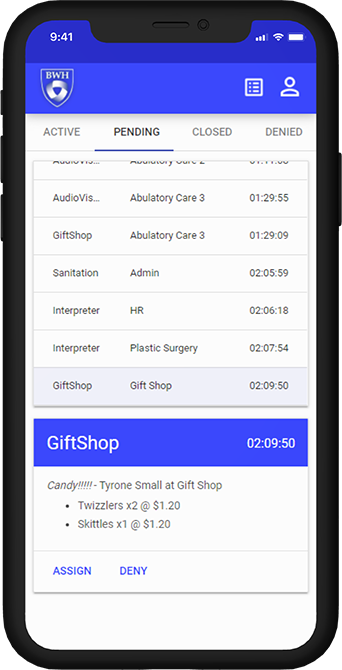 9:41
BWH
ACTIVE PENDING CLOSED DENIED
AudioVis... Abulatory Care 2 01:11:08
AudioVis... Abulatory Care 3 01:29:55
GiftShop Abulatory Care 3 01:29:09
Sanitation Admin 02:05:59
Interpreter HR 02:06:18
Interpreter Plastic Surgery 02:07:54
GiftShop Gift Shop 02:09:50
GiftShop 02:09:50
Candy!!!!! - Tyrone Small at Gift Shop
• Twizzlers x2 @ $1.20
• Skittles x1 @ $1.20
ASSIGN DENY